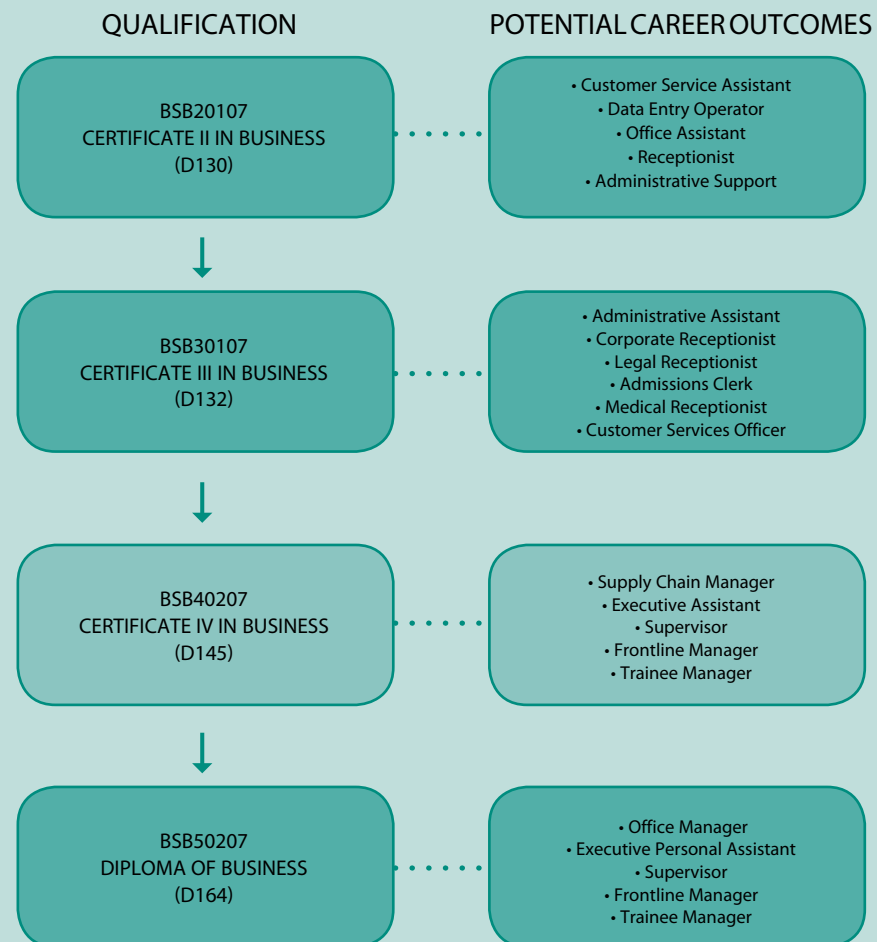 QUALIFICATION
POTENTIAL CAREER OUTCOMES
BSB20107
CERTIFICATE II IN BUSINESS
(D130)
• Customer Service Assistant
• Data Entry Operator
• Office Assistant
• Receptionist
• Administrative Support
BSB30107
CERTIFICATE III IN BUSINESS
(D132)
• Administrative Assistant
• Corporate Receptionist
• Legal Receptionist
• Admissions Clerk
• Medical Receptionist
• Customer Services Officer
BSB40207
CERTIFICATE IV IN BUSINESS
(D145)
• Supply Chain Manager
• Executive Assistant
• Supervisor
• Frontline Manager
• Trainee Manager
BSB50207
DIPLOMA OF BUSINESS
(D164)
• Office Manager
• Executive Personal Assistant
• Supervisor
• Frontline Manager
• Trainee Manager